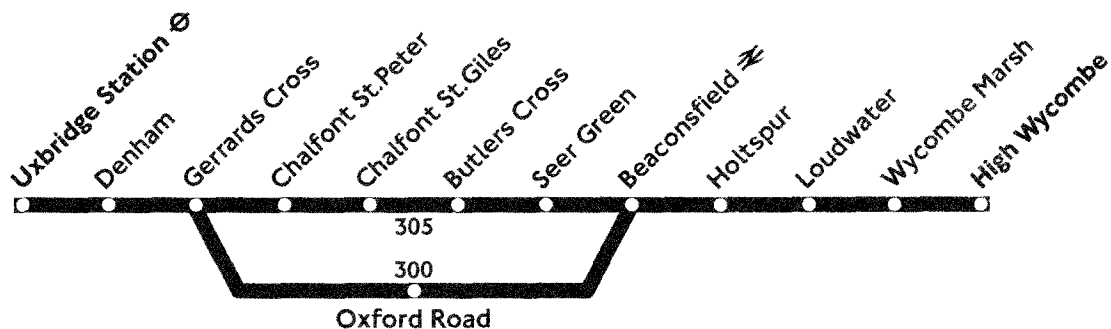 Uxbridge Station
Denham
Gerrards Cross
Chalfont St.Peter
Chalfont St.Giles
Butlers Cross
Seer Green
Beaconsfield
Holtspur
Loudwater
Wycombe Marsh
High Wycombe
305
300
Oxford Road